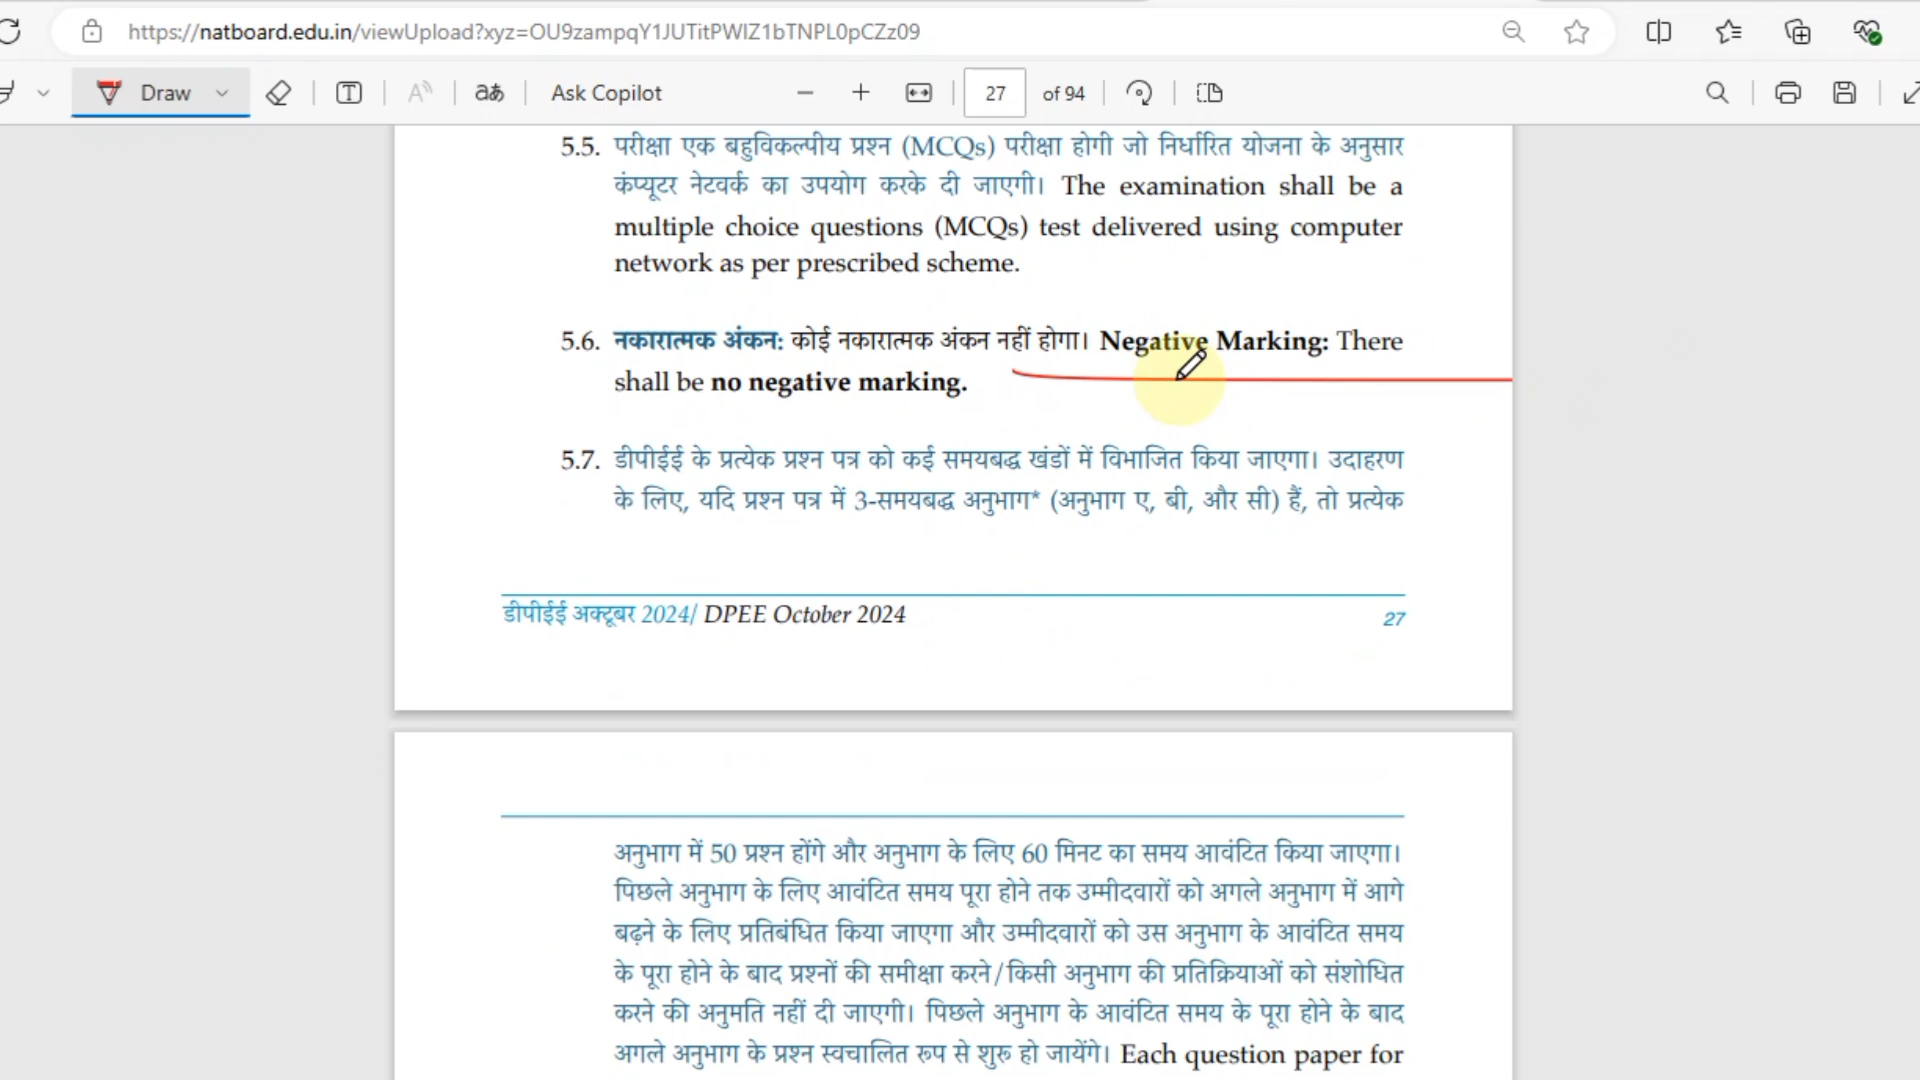 https://natboard.edu.in/viewUpload?xyz=OU9zampqY1JUTitPWlZ1bTNPL0pCZz09
Draw aあ Ask Copilot 27 of 94
5.5. परीक्षा एक बहुविकल्पीय प्रश्न (MCQs) परीक्षा होगी जो निर्धारित योजना के अनुसार
कंप्यूटर नेटवर्क का उपयोग करके दी जाएगी। The examination shall be a
multiple choice questions (MCQs) test delivered using computer
network as per prescribed scheme.
5.6. नकारात्मक अंकन: कोई नकारात्मक अंकन नहीं होगा। Negative Marking: There
shall be no negative marking.
5.7. डीपीईई के प्रत्येक प्रश्न पत्र को कई समयबद्ध खंडों में विभाजित किया जाएगा। उदाहरण
के लिए, यदि प्रश्न पत्र में 3-समयबद्ध अनुभाग* (अनुभाग ए, बी, और सी) हैं, तो प्रत्येक
डीपीईई अक्टूबर 2024/ DPEE October 2024 27
अनुभाग में 50 प्रश्न होंगे और अनुभाग के लिए 60 मिनट का समय आवंटित किया जाएगा।
पिछले अनुभाग के लिए आवंटित समय पूरा होने तक उम्मीदवारों को अगले अनुभाग में आगे
बढ़ने के लिए प्रतिबंधित किया जाएगा और उम्मीदवारों को उस अनुभाग के आवंटित समय
के पूरा होने के बाद प्रश्नों की समीक्षा करने/किसी अनुभाग की प्रतिक्रियाओं को संशोधित
करने की अनुमति नहीं दी जाएगी। पिछले अनुभाग के आवंटित समय के पूरा होने के बाद
अगले अनुभाग के प्रश्न स्वचालित रूप से शुरू हो जायेंगे। Each question paper for